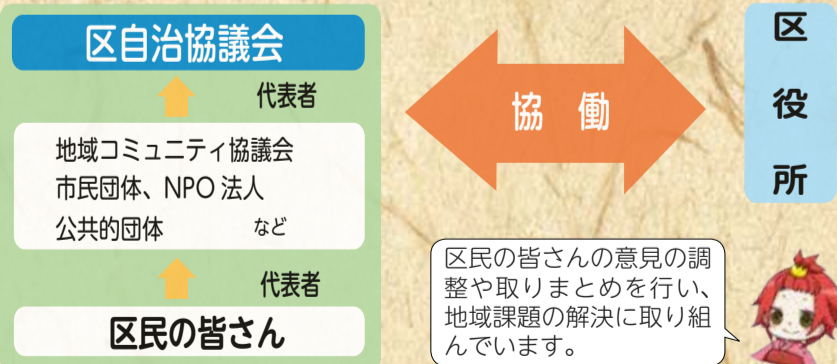 区自治協議会
代表者
地域コミュニティ協議会
市民団体、NPO 法人
公共的団体 など
代表者
区民の皆さん
協 働
区役所
区民の皆さんの意見の調
整や取りまとめを行い、
地域課題の解決に取り組
んでいます。